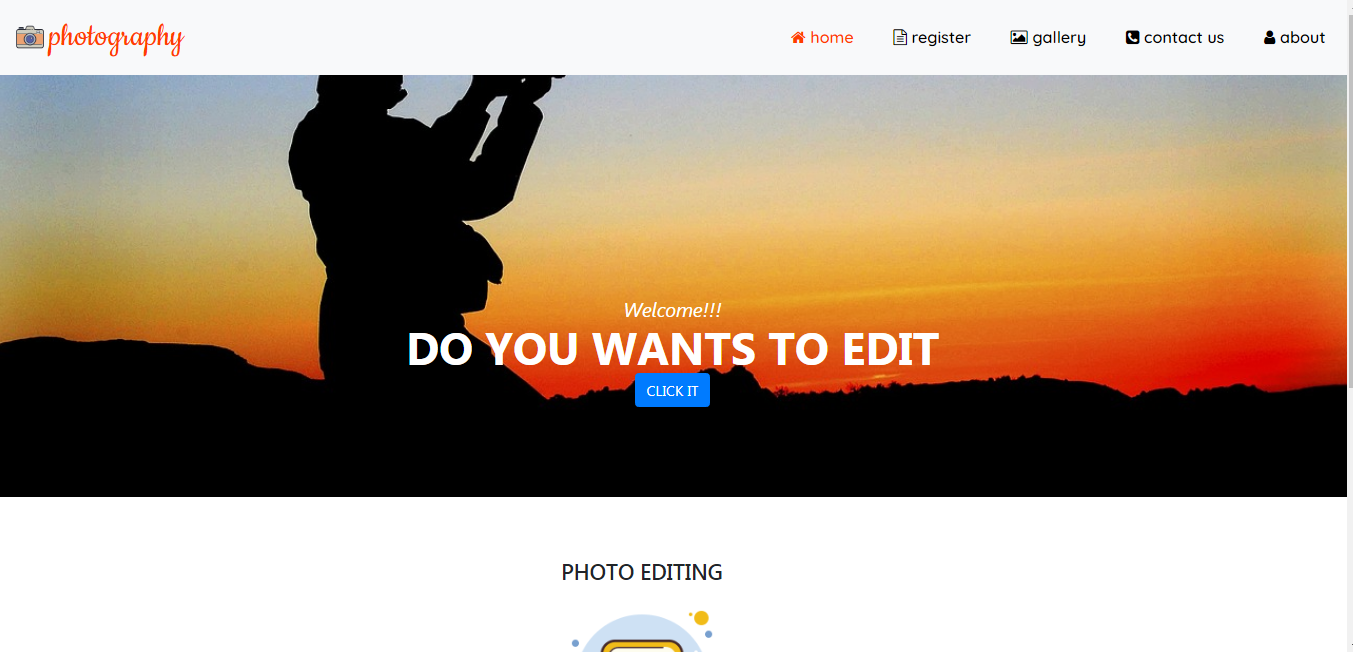 photography
home
register
gallery
contact us
about
Welcome!!!
DO YOU WANTS TO EDIT
CLICK IT
PHOTO EDITING